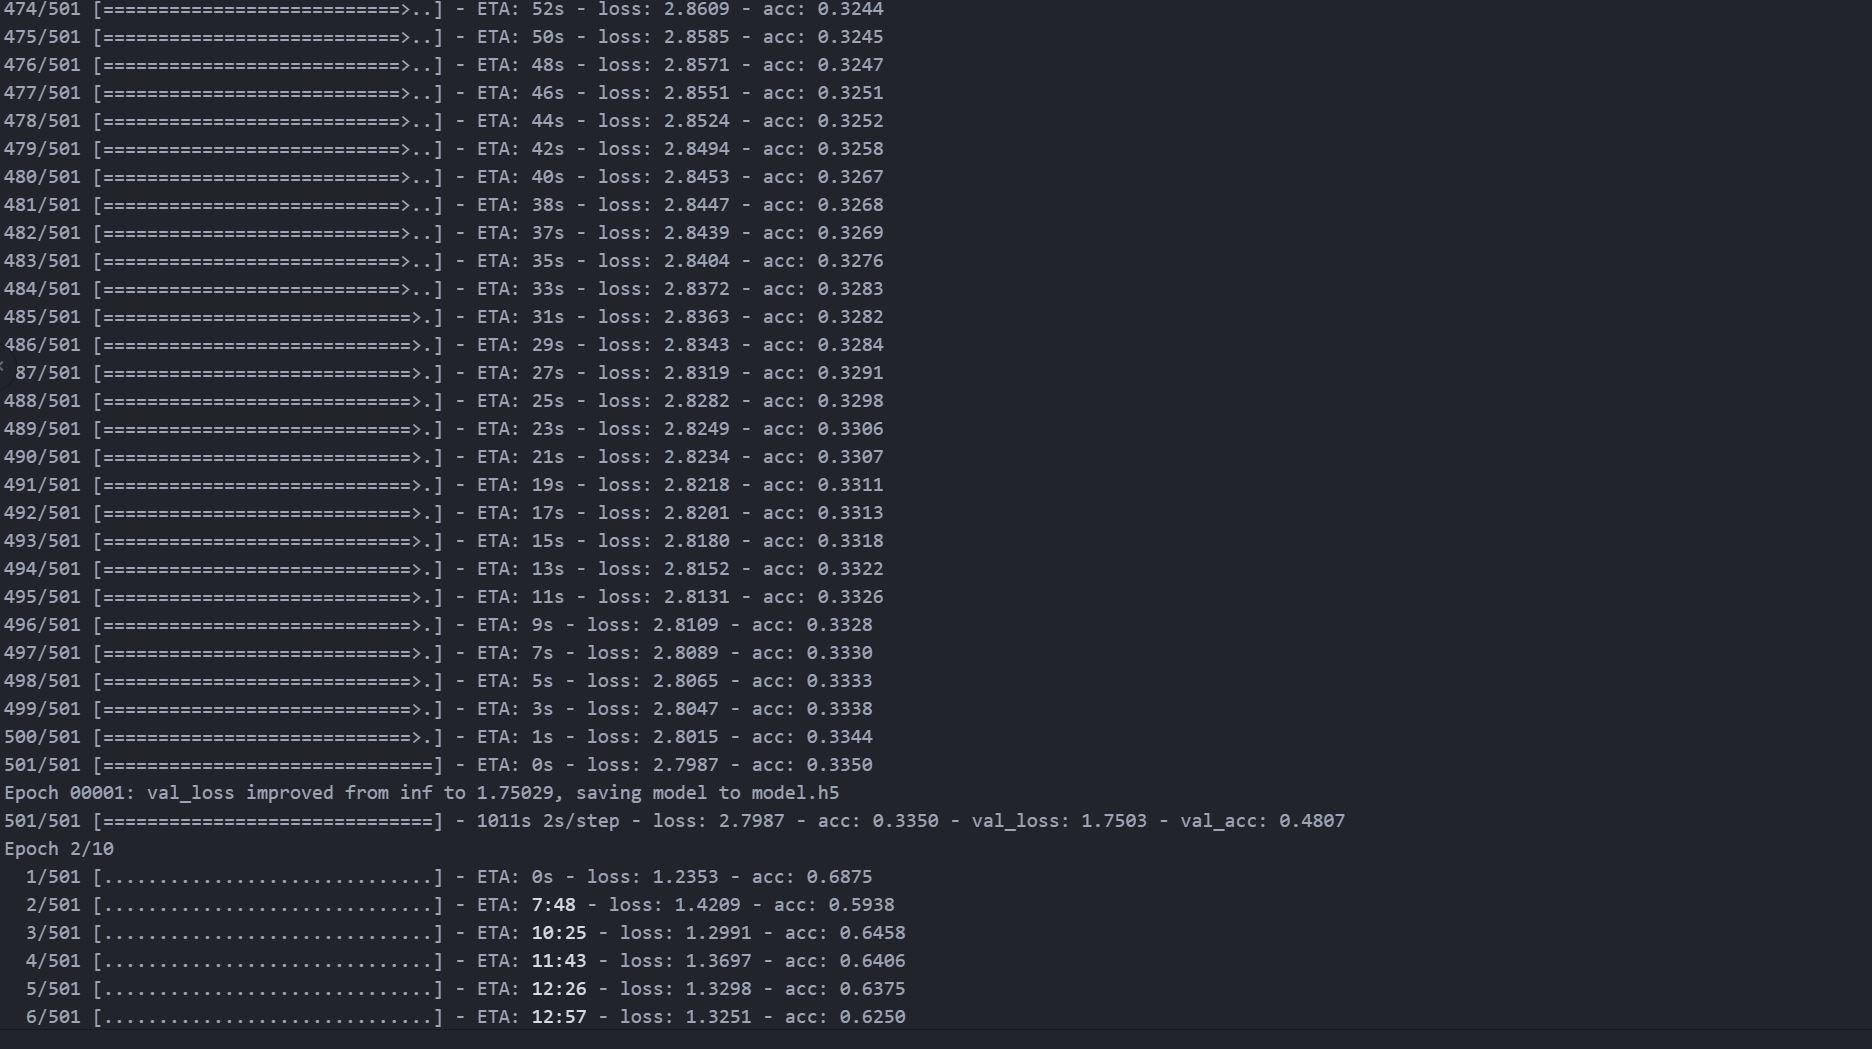 474/501 [===========================>..] - ETA: 52s - loss: 2.8609 - acc: 0.3244
475/501 [===========================>..] - ETA: 50s - loss: 2.8585 - acc: 0.3245
476/501 [===========================>..] - ETA: 48s - loss: 2.8571 - acc: 0.3247
477/501 [===========================>..] - ETA: 46s - loss: 2.8551 - acc: 0.3251
478/501 [===========================>..] - ETA: 44s - loss: 2.8524 - acc: 0.3252
479/501 [===========================>..] - ETA: 42s - loss: 2.8494 - acc: 0.3258
480/501 [===========================>..] - ETA: 40s - loss: 2.8453 - acc: 0.3267
481/501 [===========================>..] - ETA: 38s - loss: 2.8447 - acc: 0.3268
482/501 [===========================>..] - ETA: 37s - loss: 2.8439 - acc: 0.3269
483/501 [===========================>..] - ETA: 35s - loss: 2.8404 - acc: 0.3276
484/501 [===========================>..] - ETA: 33s - loss: 2.8372 - acc: 0.3283
485/501 [============================>.] - ETA: 31s - loss: 2.8363 - acc: 0.3282
486/501 [============================>.] - ETA: 29s - loss: 2.8343 - acc: 0.3284
87/501 [============================>.] - ETA: 27s - loss: 2.8319 - acc: 0.3291
488/501 [============================>.] - ETA: 25s - loss: 2.8282 - acc: 0.3298
489/501 [============================>.] - ETA: 23s - loss: 2.8249 - acc: 0.3306
490/501 [============================>.] - ETA: 21s - loss: 2.8234 - acc: 0.3307
491/501 [============================>.] - ETA: 19s - loss: 2.8218 - acc: 0.3311
492/501 [============================>.] - ETA: 17s - loss: 2.8201 - acc: 0.3313
493/501 [============================>.] - ETA: 15s - loss: 2.8180 - acc: 0.3318
494/501 [============================>.] - ETA: 13s - loss: 2.8152 - acc: 0.3322
495/501 [============================>.] - ETA: 11s - loss: 2.8131 - acc: 0.3326
496/501 [============================>.] - ETA: 9s - loss: 2.8109 - acc: 0.3328
497/501 [============================>.] - ETA: 7s - loss: 2.8089 - acc: 0.3330
498/501 [============================>.] - ETA: 5s - loss: 2.8065 - acc: 0.3333
499/501 [============================>.] - ETA: 3s - loss: 2.8047 - acc: 0.3338
500/501 [============================>.] - ETA: 1s - loss: 2.8015 - acc: 0.3344
501/501 [==============================] - ETA: 0s - loss: 2.7987 - acc: 0.3350
Epoch 00001: val_loss improved from inf to 1.75029, saving model to model.h5
501/501 [==============================] - 1011s 2s/step - loss: 2.7987 - acc: 0.3350 - val_loss: 1.7503 - val_acc: 0.4807
Epoch 2/10
  1/501 [..............................] - ETA: 0s - loss: 1.2353 - acc: 0.6875
  2/501 [..............................] - ETA: 7:48 - loss: 1.4209 - acc: 0.5938
  3/501 [..............................] - ETA: 10:25 - loss: 1.2991 - acc: 0.6458
  4/501 [..............................] - ETA: 11:43 - loss: 1.3697 - acc: 0.6406
  5/501 [..............................] - ETA: 12:26 - loss: 1.3298 - acc: 0.6375
  6/501 [..............................] - ETA: 12:57 - loss: 1.3251 - acc: 0.6250